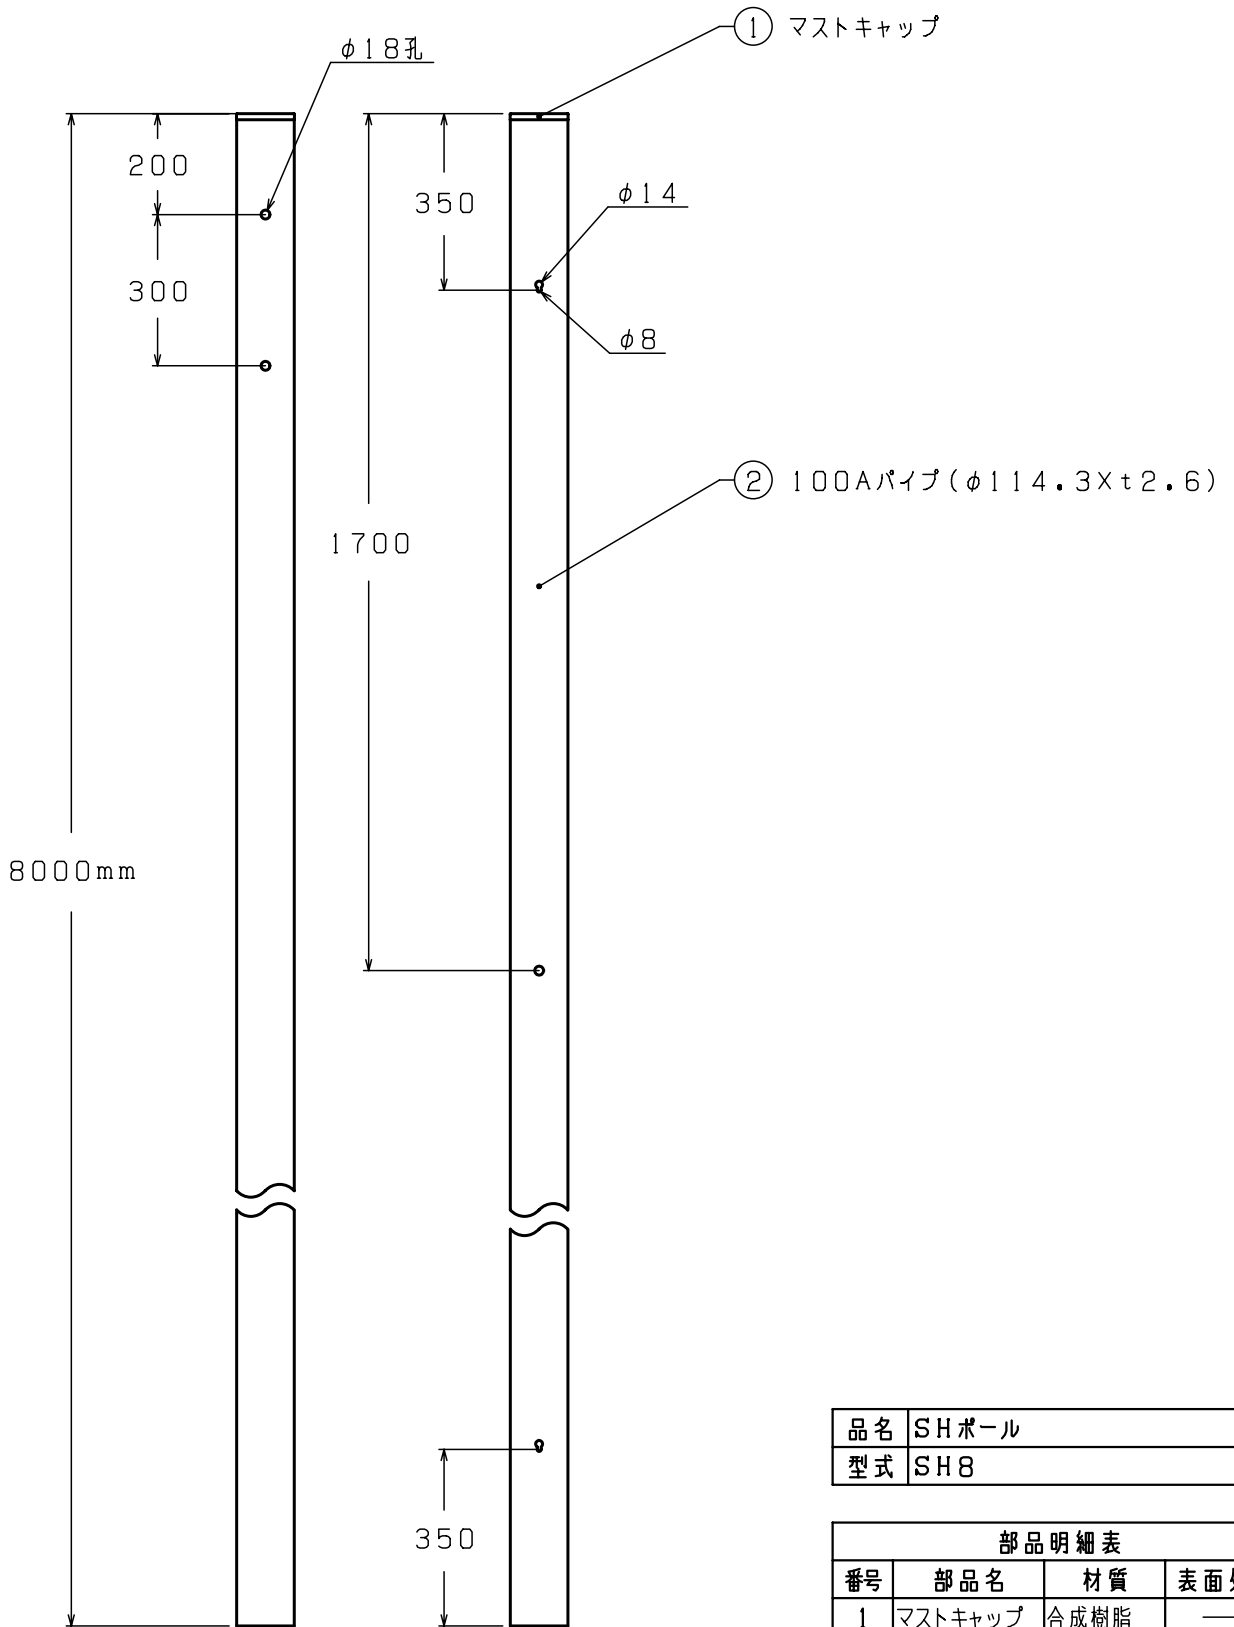 ① マストキャップ
φ18孔
200
350
φ14
300
φ8
② 100Aパイプ(φ114.3×t2.6)
1700
8000mm
品名 SHポール
型式 SH8
350
部品明細表
番号 部品名 材質 表面
1 マストキャップ 合成樹脂 —